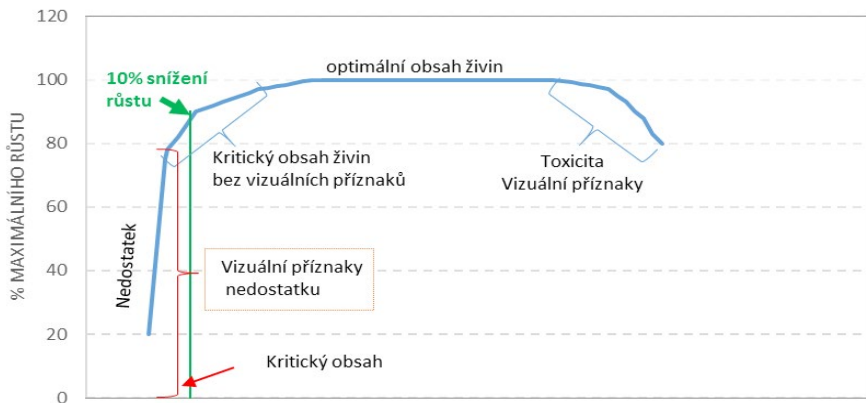 120
100
80
60
40
20
0
% MAXIMÁLNÍHO RŮSTU
optimální obsah živin
10% snížení
růstu
Kritický obsah živin
bez vizuálních příznaků
Toxicita
Vizuální příznaky
Nedostatek
Vizuální příznaky
nedostatku
Kritický obsah